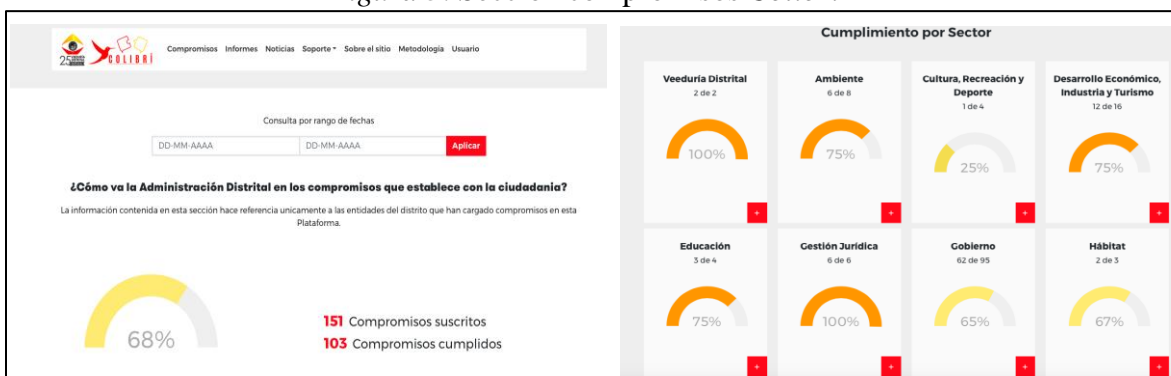 25
COLIBRÍ
Compromisos Informes Noticias Soporte Sobre el sitio Metodología Usuario
Consulta por rango de fechas
DD-MM-AAAA DD-MM-AAAA Aplicar
¿Cómo va la Administración Distrital en los compromisos que establece con la ciudadania?
La información contenida en esta sección hace referencia unicamente a las entidades del distrito que han cargado compromisos en esta
Plataforma.
68%
151 Compromisos suscritos
103 Compromisos cumplidos
Cumplimiento por Sector
Veeduría Distrital
2 de 2
100%
+
Ambiente
6 de 8
75%
+
Cultura, Recreación y
Deporte
1 de 4
25%
+
Desarrollo Económico,
Industria y Turismo
12 de 16
75%
+
Educación
3 de 4
75%
+
Gestión Jurídica
6 de 6
100%
+
Gobierno
62 de 95
65%
+
Hábitat
2 de 3
67%
+